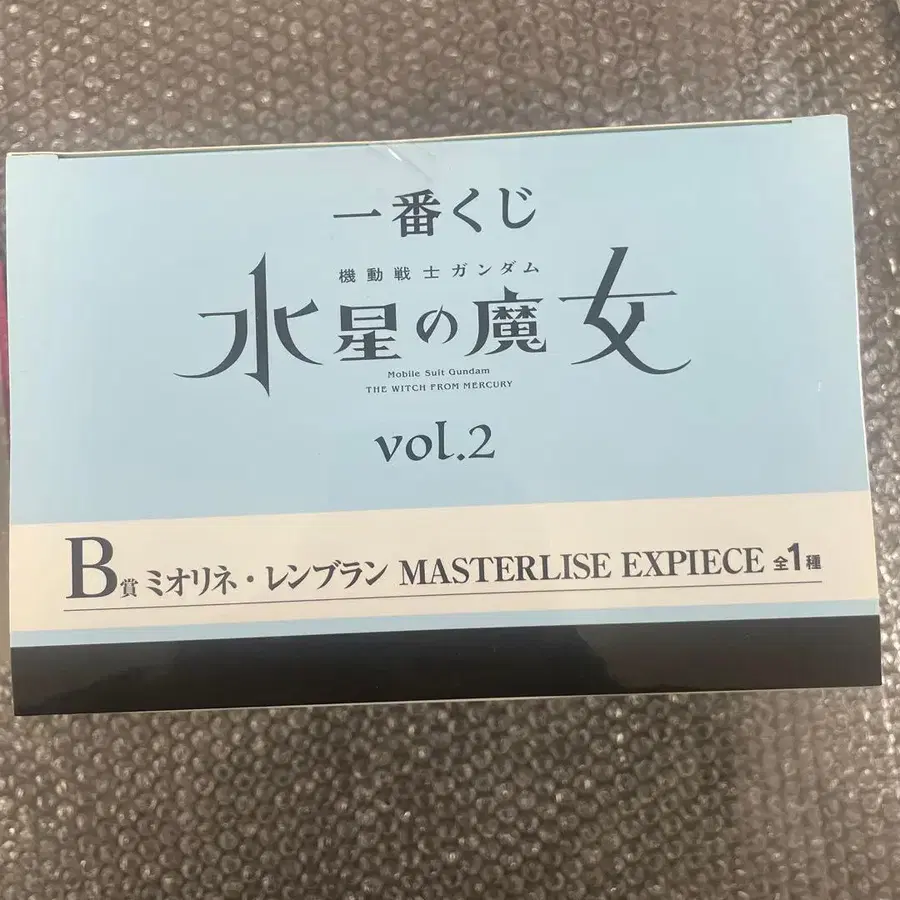 一番くじ
機動戦士ガンダム
水星の魔女
Mobile Suit Gundam
THE WITCH FROM MERCURY
vol.2
B賞 ミオリネ・レンブラン MASTERLISE EXPIECE 全1種